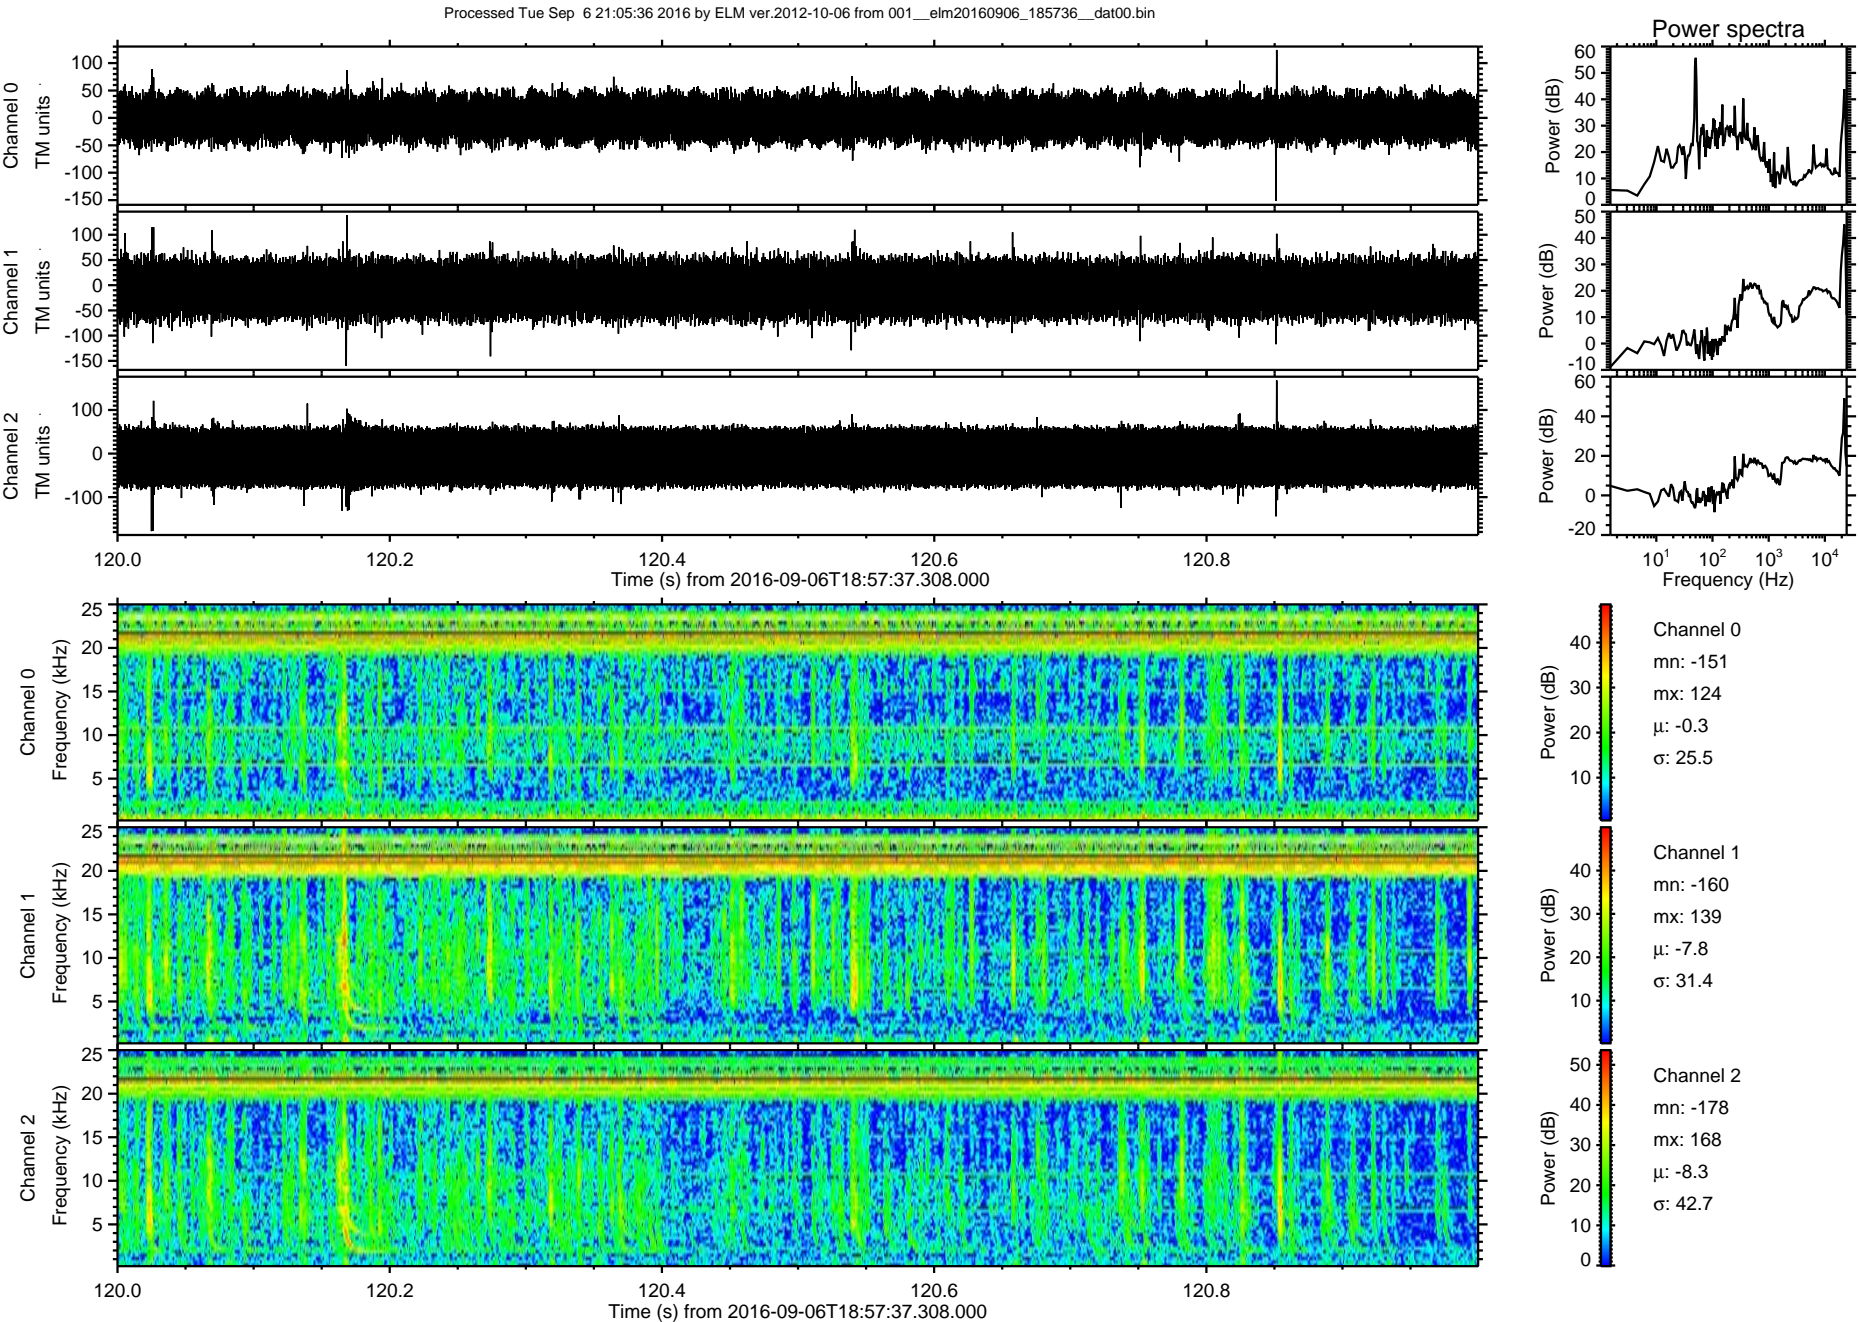 Processed Tue Sep  6 21:05:36 2016 by ELM ver.2012-10-06 from 001__elm20160906_185736__dat00.bin
Power spectra
Channel 0
TM units
100
50
0
-50
-100
-150
Power (dB)
60
50
40
30
20
10
0
Channel 1
TM units
100
50
0
-50
-100
-150
Power (dB)
50
40
30
20
10
0
-10
Channel 2
TM units
100
0
-100
Power (dB)
60
40
20
0
-20
120.0 120.2 120.4 120.6 120.8
Time (s) from 2016-09-06T18:57:37.308.000
10¹ 10² 10³ 10⁴
Frequency (Hz)
Channel 0
Frequency (kHz)
25
20
15
10
5
Power (dB)
40
30
20
10
Channel 0
mn: -151
mx: 124
μ: -0.3
σ: 25.5
Channel 1
Frequency (kHz)
25
20
15
10
5
Power (dB)
40
30
20
10
Channel 1
mn: -160
mx: 139
μ: -7.8
σ: 31.4
Channel 2
Frequency (kHz)
25
20
15
10
5
Power (dB)
50
40
30
20
10
0
Channel 2
mn: -178
mx: 168
μ: -8.3
σ: 42.7
120.0 120.2 120.4 120.6 120.8
Time (s) from 2016-09-06T18:57:37.308.000